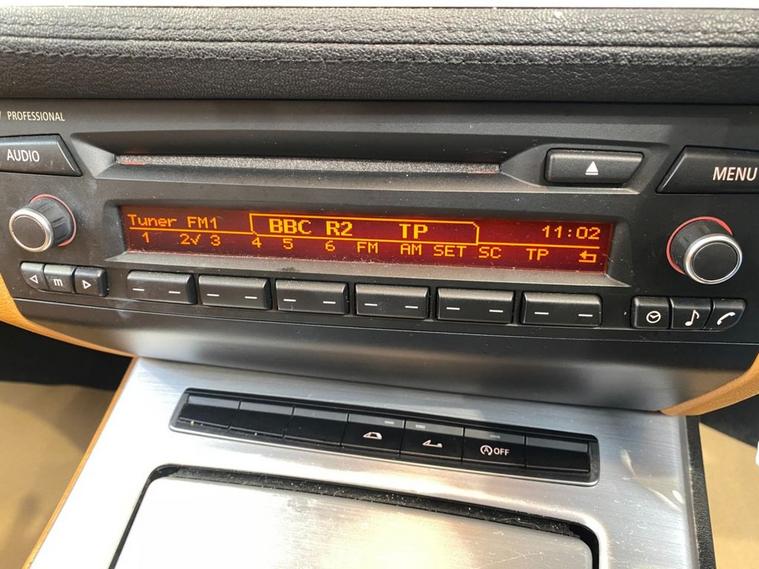 PROFESSIONAL
AUDIO
MENU
Tuner FM1 BBC R2 TP 11:02
1 2√ 3 4 5 6 FM AM SET SC TP
m
OFF